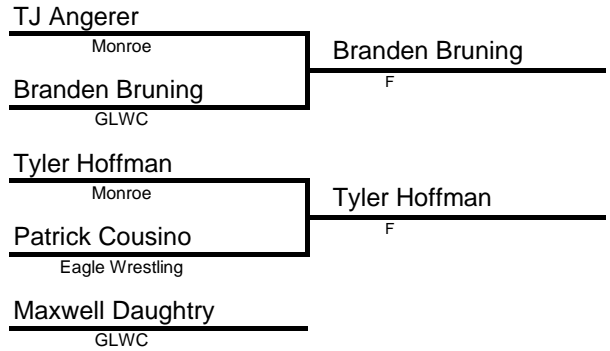 TJ Angerer
Monroe
Branden Bruning
F
Branden Bruning
GLWC
Tyler Hoffman
Monroe
Tyler Hoffman
F
Patrick Cousino
Eagle Wrestling
Maxwell Daughtry
GLWC